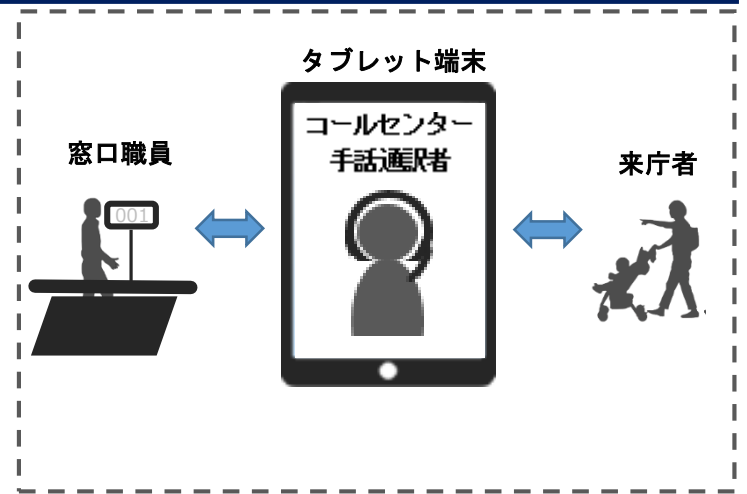 タブレット端末
コールセンター
手話通訳者
窓口職員
来庁者
001